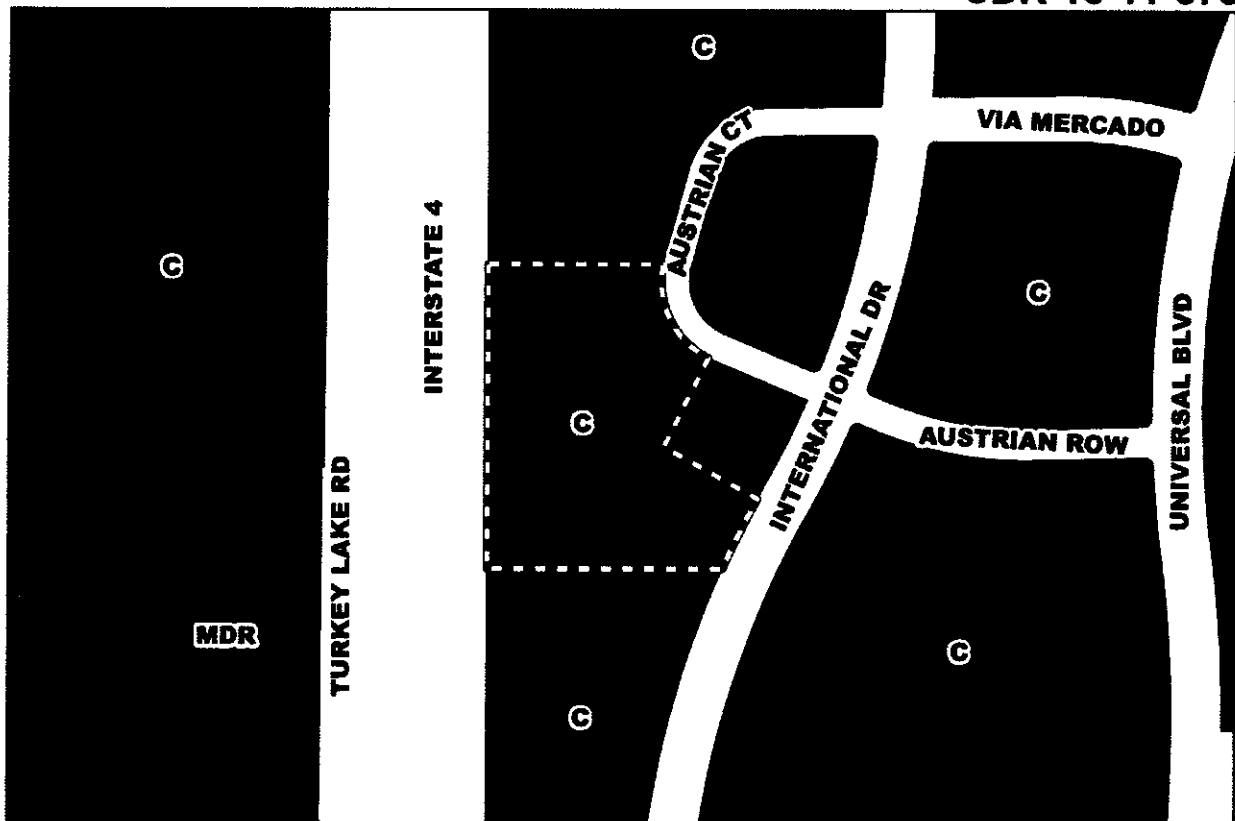 C
VIA MERCADO
AUSTRIAN CT
INTERSTATE 4
C
C
INTERNATIONAL DR
UNIVERSAL BLVD
C
AUSTRIAN ROW
TURKEY LAKE RD
MDR
C
C